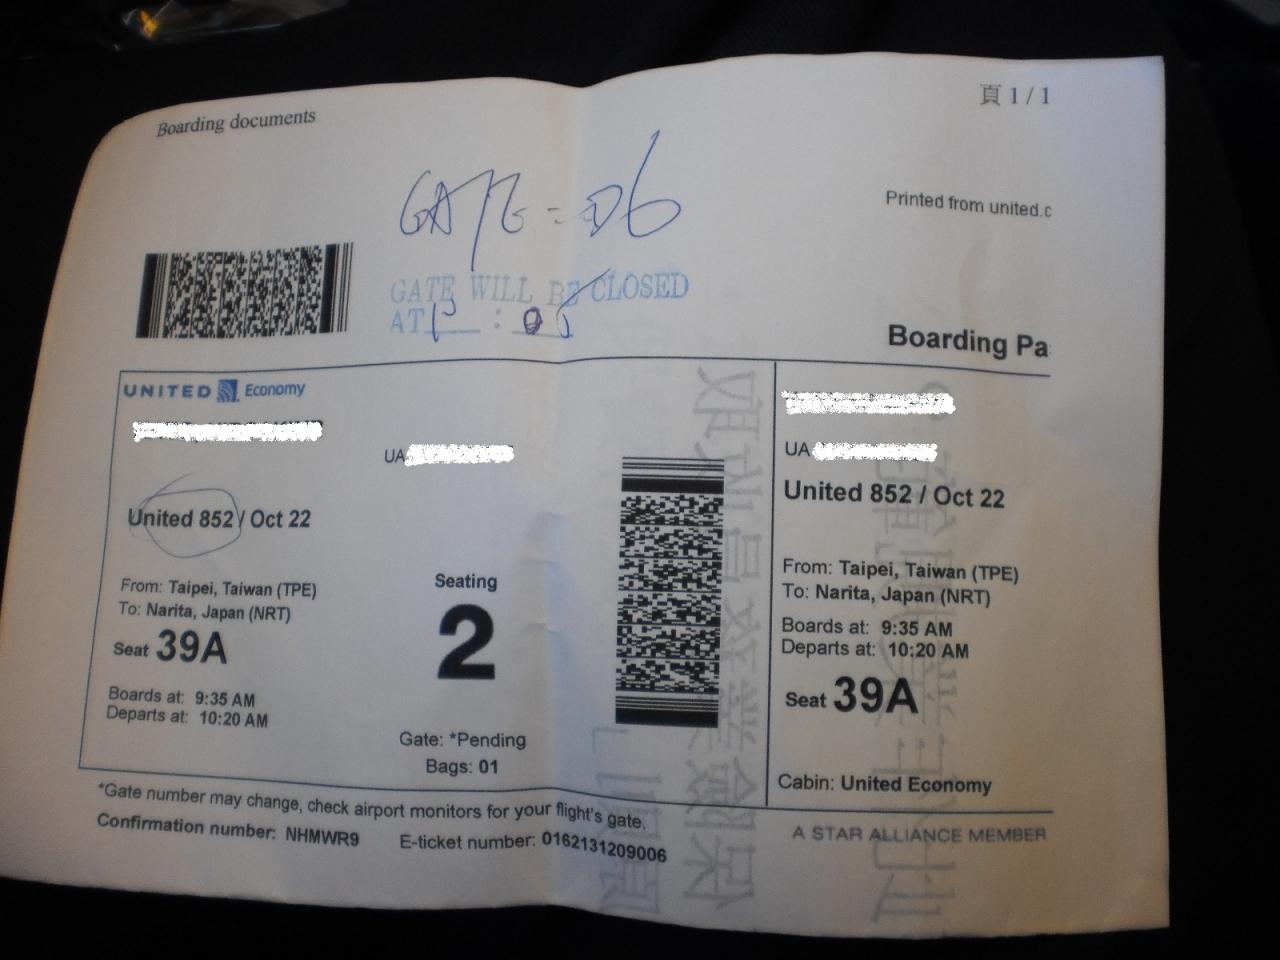 Boarding documents
頁 1 / 1
GATE = D6
Printed from united.c
GATE WILL BE CLOSED
AT : 05
Boarding Pa
UNITED Economy
UA
United 852 / Oct 22
From: Taipei, Taiwan (TPE)
To: Narita, Japan (NRT)
Seat 39A
Boards at: 9:35 AM
Departs at: 10:20 AM
Seating
2
Gate: *Pending
Bags: 01
UA
United 852 / Oct 22
From: Taipei, Taiwan (TPE)
To: Narita, Japan (NRT)
Boards at: 9:35 AM
Departs at: 10:20 AM
Seat 39A
Cabin: United Economy
*Gate number may change, check airport monitors for your flight's gate.
Confirmation number: NHMWR9 E-ticket number: 0162131209006
A STAR ALLIANCE MEMBER